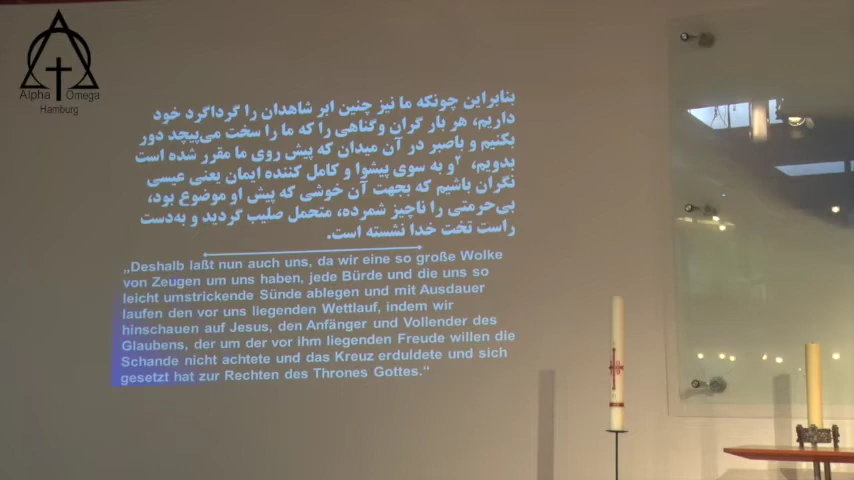 Alpha Omega
Hamburg
بنابراین چونکه ما نیز چنین ابر شاهدان را گرداگرد خود
داریم، هر بار گران وگناهی را که ما را سخت می‌پیچد دور
بکنیم و باصبر در آن میدان که پیش روی ما مقرر شده است
بدویم، ۲و به سوی پیشوا و کامل کننده ایمان یعنی عیسی
نگران باشیم که بجهت آن خوشی که پیش او موضوع بود،
بی‌حرمتی را ناچیز شمرده، متحمل صلیب گردید و به‌دست
راست تخت خدا نشسته است.
„Deshalb laßt nun auch uns, da wir eine so große Wolke
von Zeugen um uns haben, jede Bürde und die uns so
leicht umstrickende Sünde ablegen und mit Ausdauer
laufen den vor uns liegenden Wettlauf, indem wir
hinschauen auf Jesus, den Anfänger und Vollender des
Glaubens, der um der vor ihm liegenden Freude willen die
Schande nicht achtete und das Kreuz erduldete und sich
gesetzt hat zur Rechten des Thrones Gottes.“